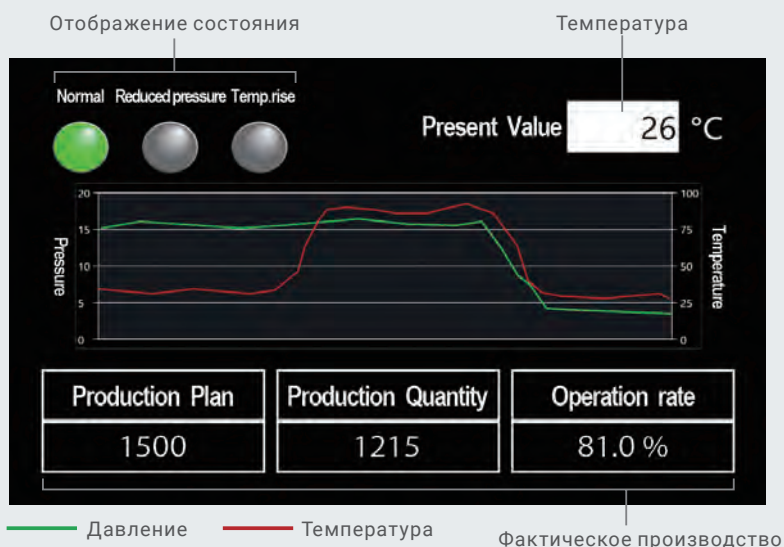 Отображение состояния
Температура
Normal Reduced pressure Temp.rise
Present Value 26 °C
20 100
15 75
10 50
5 25
0 0
Pressure
Temperature
Production Plan Production Quantity Operation rate
1500 1215 81.0 %
Давление Температура
Фактическое производство